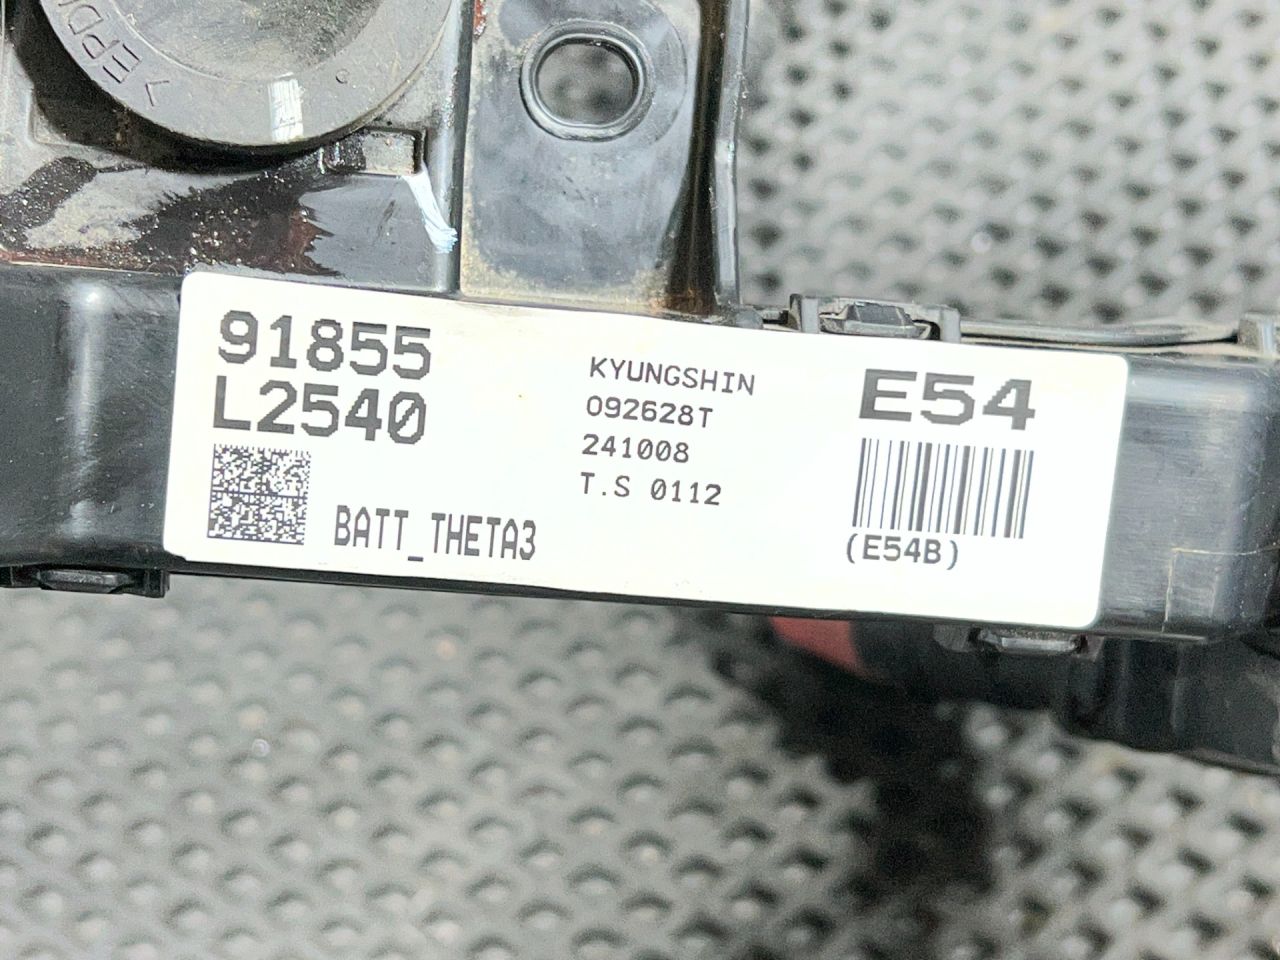 91855
L2540
BATT_THETA3
KYUNGSHIN
092628T
241008
T.S 0112
E54
(E54B)